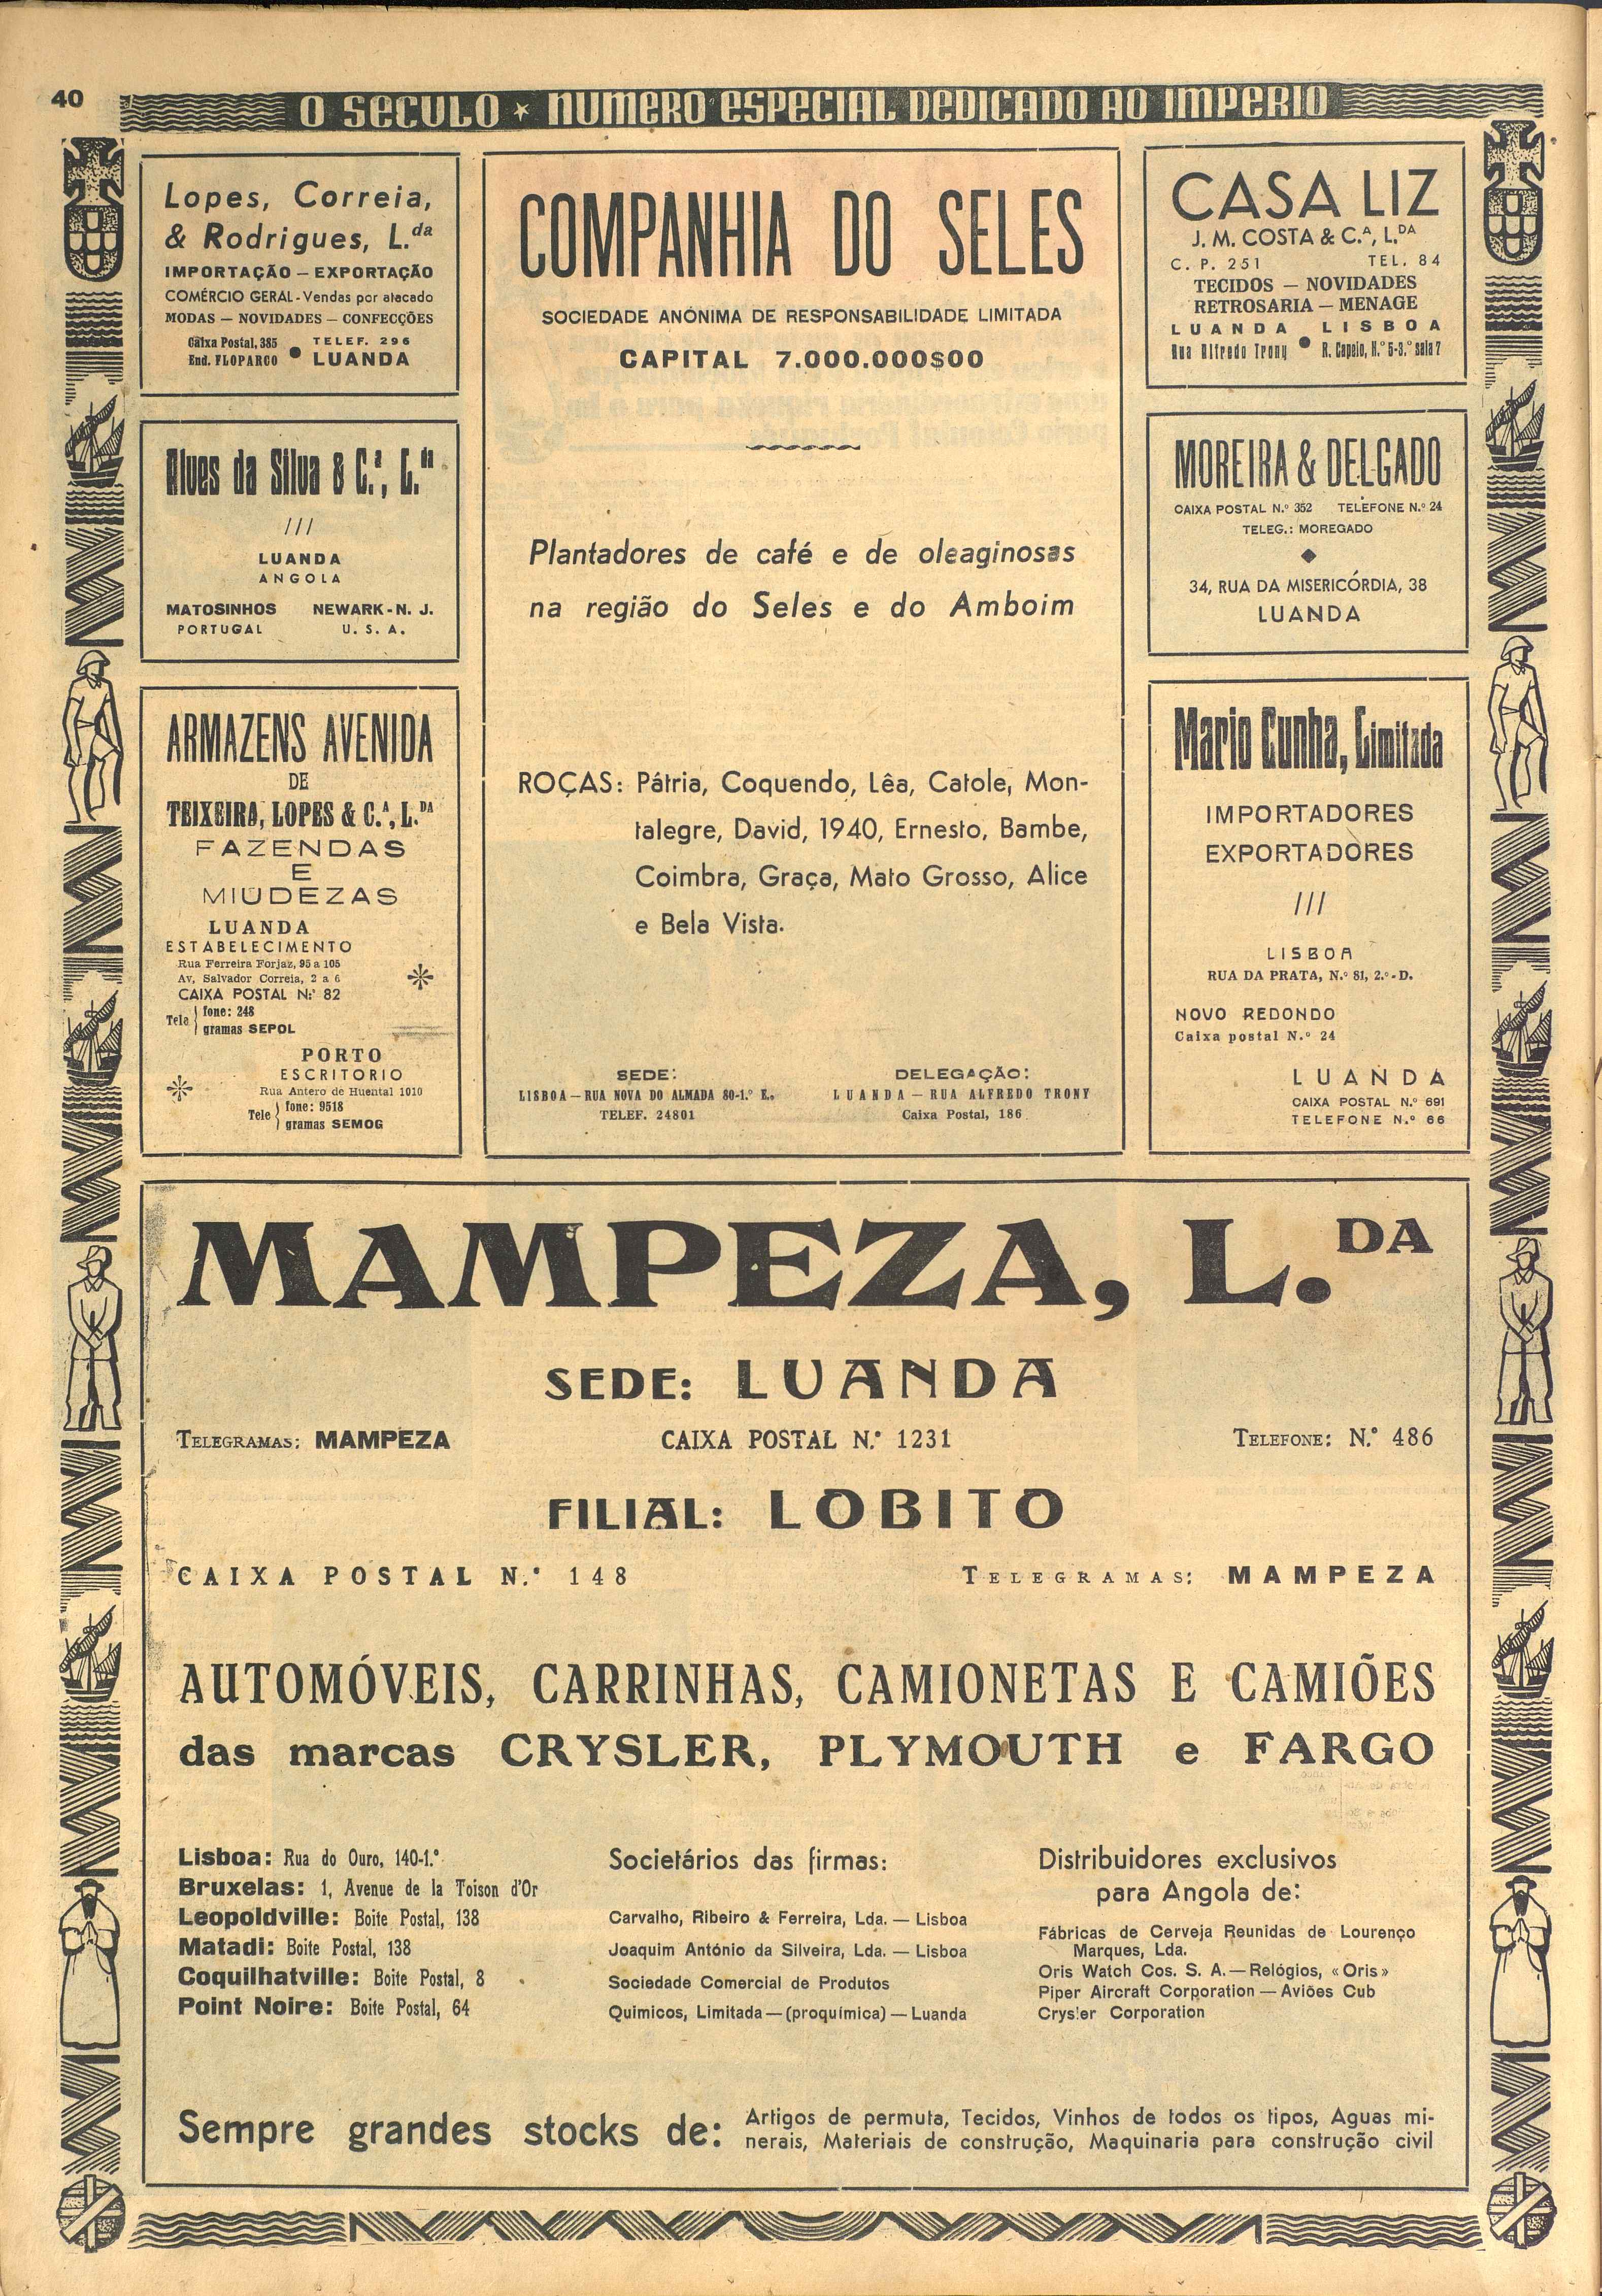 40
O SECULO ★ NUMERO ESPECIAL DEDICADO AO IMPERIO
Lopes, Correia,
& Rodrigues, L.da
IMPORTAÇÃO — EXPORTAÇÃO
COMÉRCIO GERAL - Vendas por atacado
MODAS — NOVIDADES — CONFECÇÕES
Caixa Postal, 385 TELEF. 296
End. FLOPARCO ● LUANDA
Alves da Silva & C.ª, L.da
///
LUANDA
ANGOLA
MATOSINHOS NEWARK - N. J.
PORTUGAL U. S. A.
ARMAZENS AVENIDA
DE
TEIXEIRA, LOPES & C.ª, L.DA
FAZENDAS
E
MIUDEZAS
LUANDA
ESTABELECIMENTO
Rua Ferreira Forjaz, 95 a 105
Av, Salvador Correia, 2 a 6
CAIXA POSTAL N.º 82
Tele { fone: 248
gramas SEPOL
PORTO
ESCRITORIO
Rua Antero de Huental 1010
Tele { fone: 9518
gramas SEMOG
COMPANHIA DO SELES
SOCIEDADE ANÓNIMA DE RESPONSABILIDADE LIMITADA
CAPITAL 7.000.000$00
Plantadores de café e de oleaginosas
na região do Seles e do Amboim
ROÇAS: Pátria, Coquendo, Lêa, Catole, Mon-
talegre, David, 1940, Ernesto, Bambe,
Coimbra, Graça, Mato Grosso, Alice
e Bela Vista.
SEDE:
LISBOA — RUA NOVA DO ALMADA 80-1.º E.,
TELEF. 24801
DELEGAÇÃO:
LUANDA — RUA ALFREDO TRONY
Caixa Postal, 186
CASA LIZ
J. M. COSTA & C.ª, L.DA
C. P. 251 TEL. 84
TECIDOS — NOVIDADES
RETROSARIA — MENAGE
LUANDA ● LISBOA
Rua Alfredo Trony R. Capelo, N.º 5-3.º sala 7
MOREIRA & DELGADO
CAIXA POSTAL N.º 352 TELEFONE N.º 24
TELEG.: MOREGADO
◆
34, RUA DA MISERICÓRDIA, 38
LUANDA
Mario Cunha, Limitada
IMPORTADORES
EXPORTADORES
///
LISBOA
RUA DA PRATA, N.º 81, 2.º - D.
NOVO REDONDO
Caixa postal N.º 24
LUANDA
CAIXA POSTAL N.º 691
TELEFONE N.º 66
MAMPEZA, L.DA
SEDE: LUANDA
TELEGRAMAS: MAMPEZA CAIXA POSTAL N.º 1231 TELEFONE: N.º 486
FILIAL: LOBITO
CAIXA POSTAL N.º 148 TELEGRAMAS: MAMPEZA
AUTOMÓVEIS, CARRINHAS, CAMIONETAS E CAMIÕES
das marcas CRYSLER, PLYMOUTH e FARGO
Lisboa: Rua do Ouro, 140-1.º
Bruxelas: 1, Avenue de la Toison d'Or
Leopoldville: Boite Postal, 138
Matadi: Boite Postal, 138
Coquilhatville: Boite Postal, 8
Point Noire: Boite Postal, 64
Societários das firmas:
Carvalho, Ribeiro & Ferreira, Lda. — Lisboa
Joaquim António da Silveira, Lda. — Lisboa
Sociedade Comercial de Produtos
Quimicos, Limitada — (proquímica) — Luanda
Distribuidores exclusivos
para Angola de:
Fábricas de Cerveja Reunidas de Lourenço
Marques, Lda.
Oris Watch Cos. S. A. — Relógios, «Oris»
Piper Aircraft Corporation — Aviões Cub
Crysler Corporation
Sempre grandes stocks de: Artigos de permuta, Tecidos, Vinhos de todos os tipos, Aguas mi-
nerais, Materiais de construção, Maquinaria para construção civil